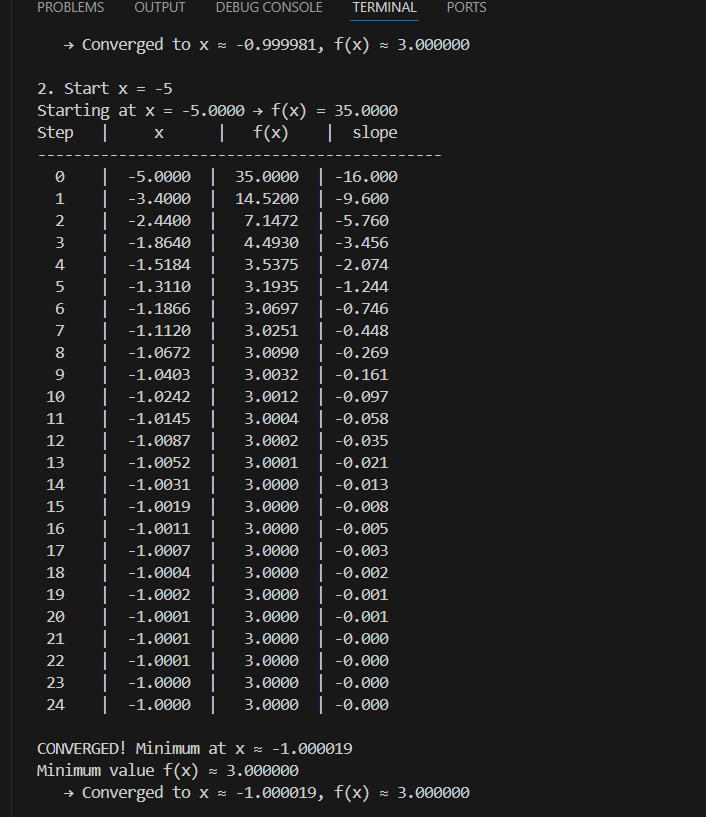 PROBLEMS OUTPUT DEBUG CONSOLE TERMINAL PORTS
→ Converged to x ≈ -0.999981, f(x) ≈ 3.000000
2. Start x = -5
Starting at x = -5.0000 → f(x) = 35.0000
Step | x | f(x) | slope
---------------------------------------------
0 | -5.0000 | 35.0000 | -16.000
1 | -3.4000 | 14.5200 | -9.600
2 | -2.4400 | 7.1472 | -5.760
3 | -1.8640 | 4.4930 | -3.456
4 | -1.5184 | 3.5375 | -2.074
5 | -1.3110 | 3.1935 | -1.244
6 | -1.1866 | 3.0697 | -0.746
7 | -1.1120 | 3.0251 | -0.448
8 | -1.0672 | 3.0090 | -0.269
9 | -1.0403 | 3.0032 | -0.161
10 | -1.0242 | 3.0012 | -0.097
11 | -1.0145 | 3.0004 | -0.058
12 | -1.0087 | 3.0002 | -0.035
13 | -1.0052 | 3.0001 | -0.021
14 | -1.0031 | 3.0000 | -0.013
15 | -1.0019 | 3.0000 | -0.008
16 | -1.0011 | 3.0000 | -0.005
17 | -1.0007 | 3.0000 | -0.003
18 | -1.0004 | 3.0000 | -0.002
19 | -1.0002 | 3.0000 | -0.001
20 | -1.0001 | 3.0000 | -0.001
21 | -1.0001 | 3.0000 | -0.000
22 | -1.0001 | 3.0000 | -0.000
23 | -1.0000 | 3.0000 | -0.000
24 | -1.0000 | 3.0000 | -0.000
CONVERGED! Minimum at x ≈ -1.000019
Minimum value f(x) ≈ 3.000000
→ Converged to x ≈ -1.000019, f(x) ≈ 3.000000